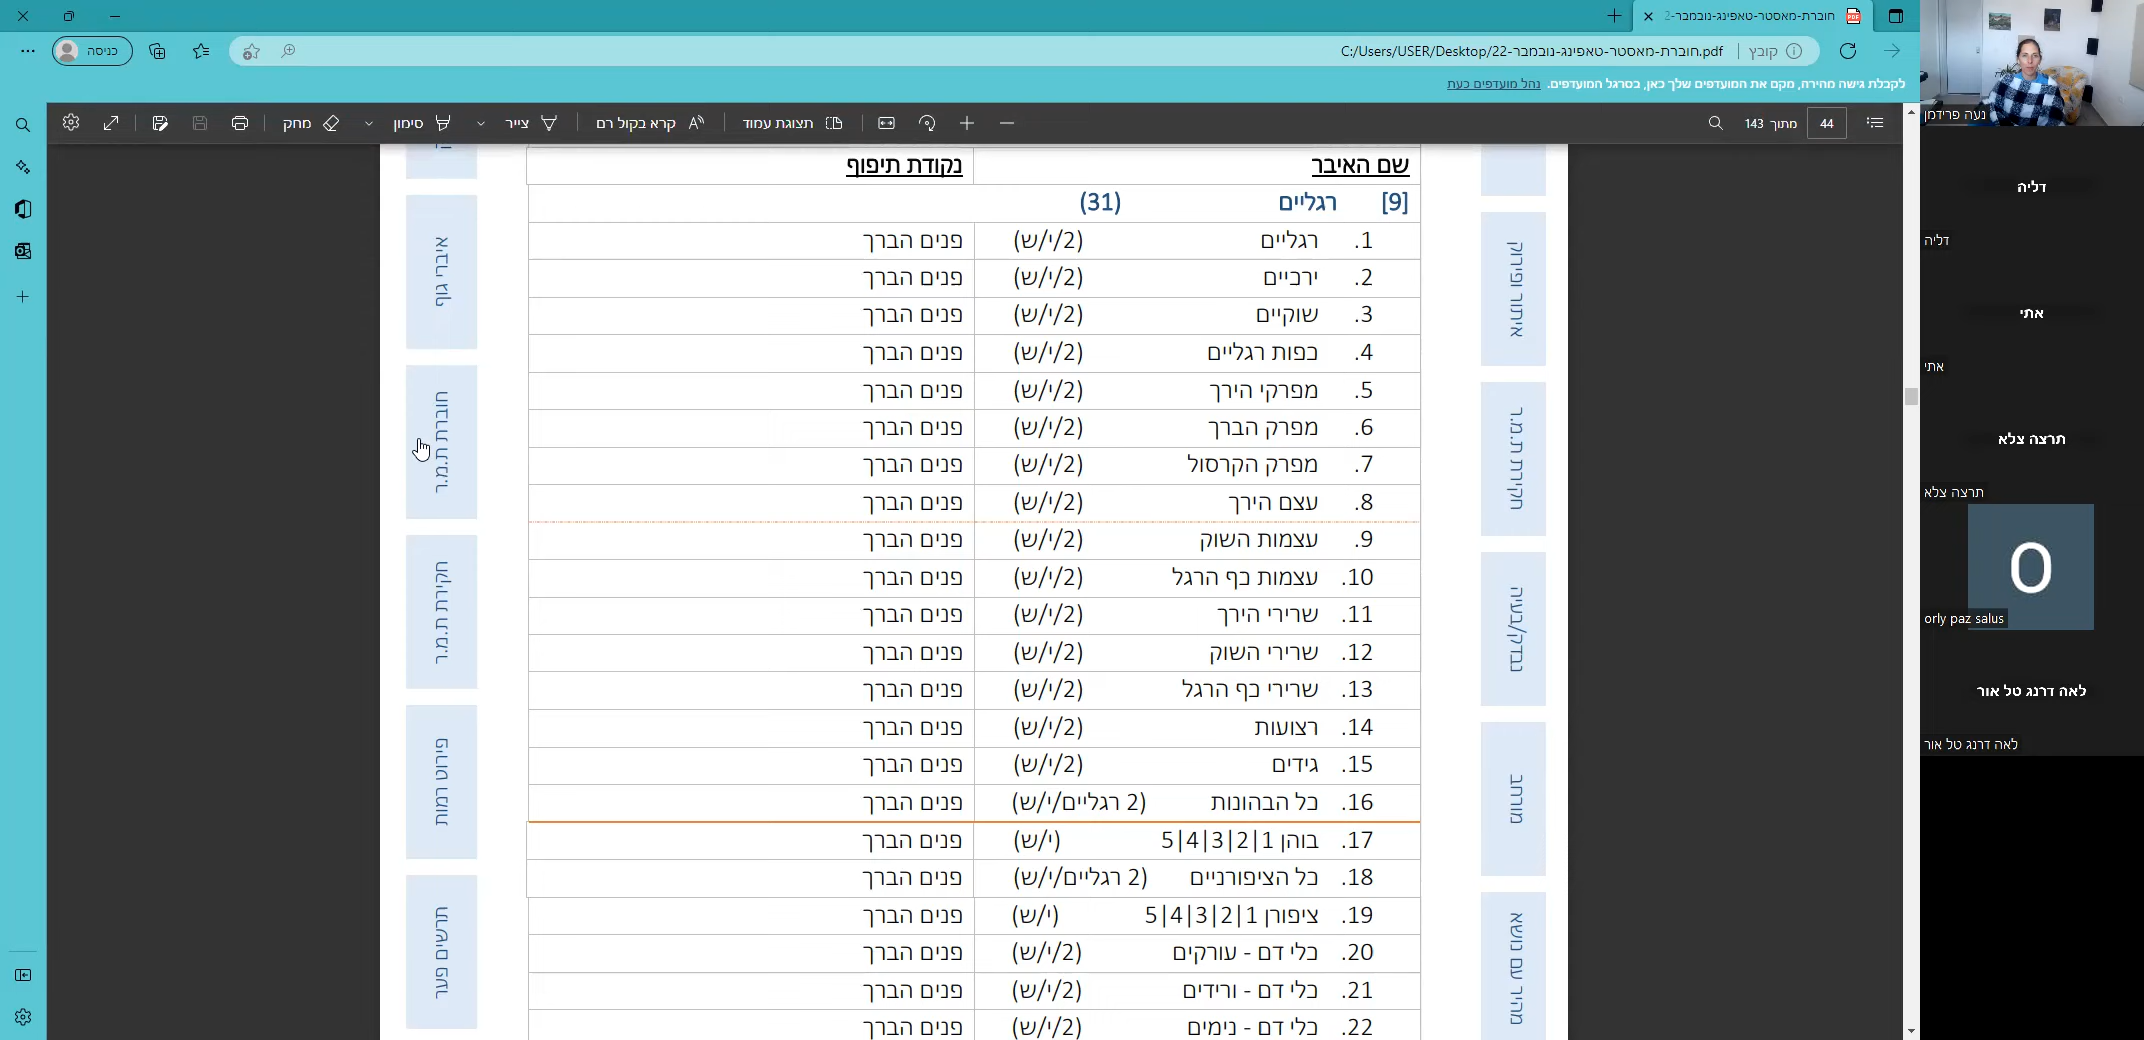 חוברת-מאסטר-טאפינג-נובמבר-2
כניסה
קובץ
C:/Users/USER/Desktop/חוברת-מאסטר-טאפינג-נובמבר-22.pdf
לקבלת גישה מהירה, מקם את המועדפים שלך כאן, בסרגל המועדפים. נהל מועדפים כעת
44 מתוך 143
תצוגת עמוד
קרא בקול רם
צייר
סימון
מחק
שם האיבר נקודת תיפוף
[9] רגליים (31)
1. רגליים (2/י/ש) פנים הברך
2. ירכיים (2/י/ש) פנים הברך
3. שוקיים (2/י/ש) פנים הברך
4. כפות רגליים (2/י/ש) פנים הברך
5. מפרקי הירך (2/י/ש) פנים הברך
6. מפרק הברך (2/י/ש) פנים הברך
7. מפרק הקרסול (2/י/ש) פנים הברך
8. עצם הירך (2/י/ש) פנים הברך
9. עצמות השוק (2/י/ש) פנים הברך
10. עצמות כף הרגל (2/י/ש) פנים הברך
11. שרירי הירך (2/י/ש) פנים הברך
12. שרירי השוק (2/י/ש) פנים הברך
13. שרירי כף הרגל (2/י/ש) פנים הברך
14. רצועות (2/י/ש) פנים הברך
15. גידים (2/י/ש) פנים הברך
16. כל הבהונות (2 רגליים/י/ש) פנים הברך
17. בוהן 1|2|3|4|5 (י/ש) פנים הברך
18. כל הציפורניים (2 רגליים/י/ש) פנים הברך
19. ציפורן 1|2|3|4|5 (י/ש) פנים הברך
20. כלי דם - עורקים (2/י/ש) פנים הברך
21. כלי דם - ורידים (2/י/ש) פנים הברך
22. כלי דם - נימים (2/י/ש) פנים הברך
איתור ופירוק
חקירת ת.מ.ר
נבדק/בעיה
מורחב
מהיר עם נושא
איברי גוף
חוברת ת.מ.ר
חקירת ת.מ.ר
פירוט רמות
תרשים פער
נעה פרידמן
דליה
דליה
אתי
אתי
תרצה צלא
תרצה צלא
O
orly paz salus
לאה דרנג טל אור
לאה דרנג טל אור